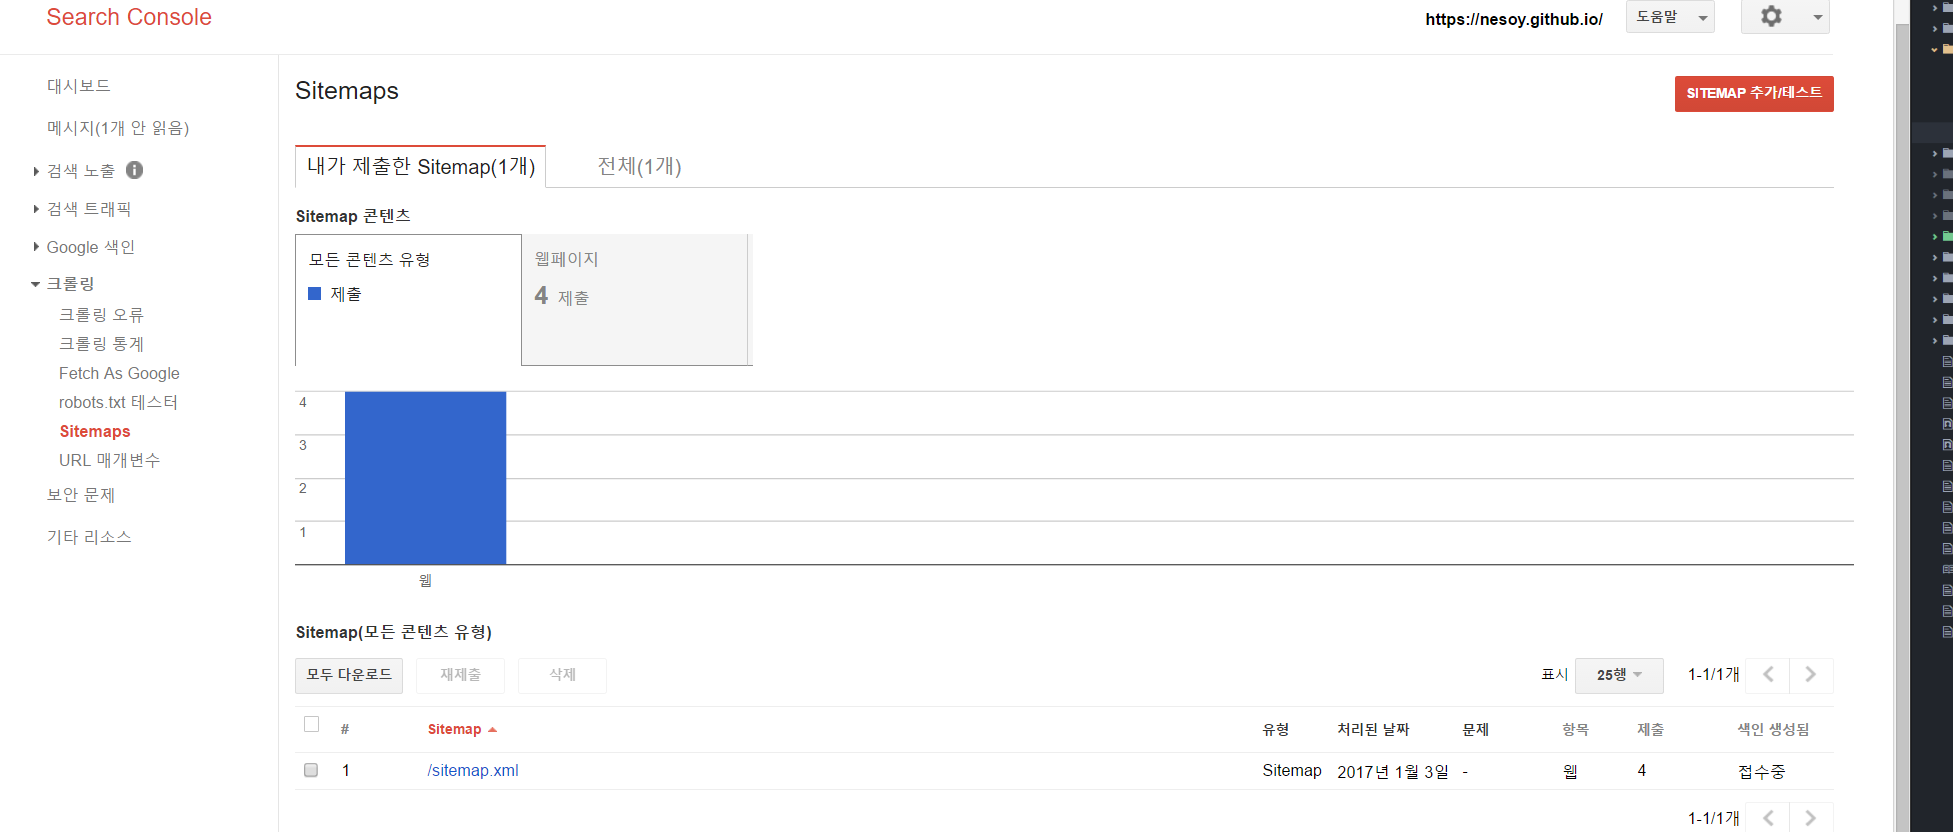 Search Console
https://nesoy.github.io/
도움말
대시보드
메시지(1개 안 읽음)
검색 노출
검색 트래픽
Google 색인
크롤링
크롤링 오류
크롤링 통계
Fetch As Google
robots.txt 테스터
Sitemaps
URL 매개변수
보안 문제
기타 리소스
Sitemaps
SITEMAP 추가/테스트
내가 제출한 Sitemap(1개)
전체(1개)
Sitemap 콘텐츠
모든 콘텐츠 유형
제출
웹페이지
4 제출
4
3
2
1
웹
Sitemap(모든 콘텐츠 유형)
모두 다운로드
재제출
삭제
표시
25행
1-1/1개
# Sitemap 유형 처리된 날짜 문제 항목 제출 색인 생성됨
1 /sitemap.xml Sitemap 2017년 1월 3일 - 웹 4 접수중
1-1/1개